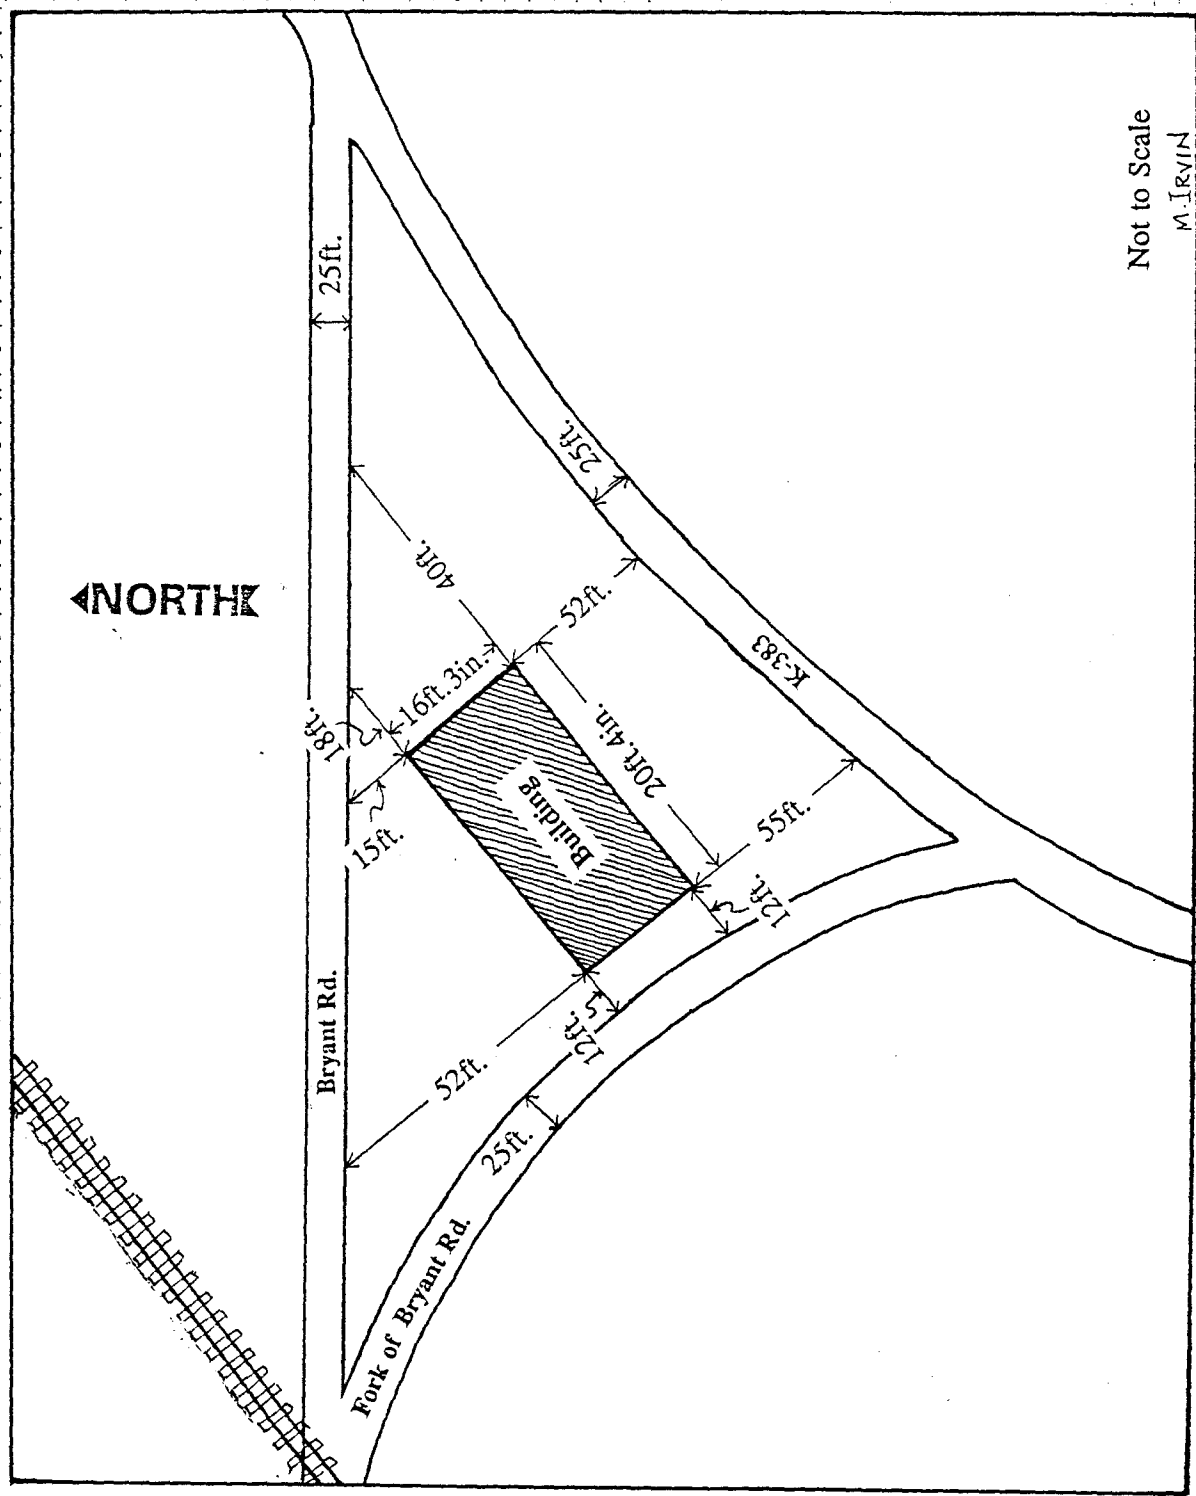 Not to Scale
M. IRVIN
25ft.
NORTH
25ft.
40ft.
52ft.
K-383
16ft.3in.
18ft.
20ft.4in.
15ft.
Building
55ft.
12ft.
Bryant Rd.
12ft.
52ft.
25ft.
Fork of Bryant Rd.